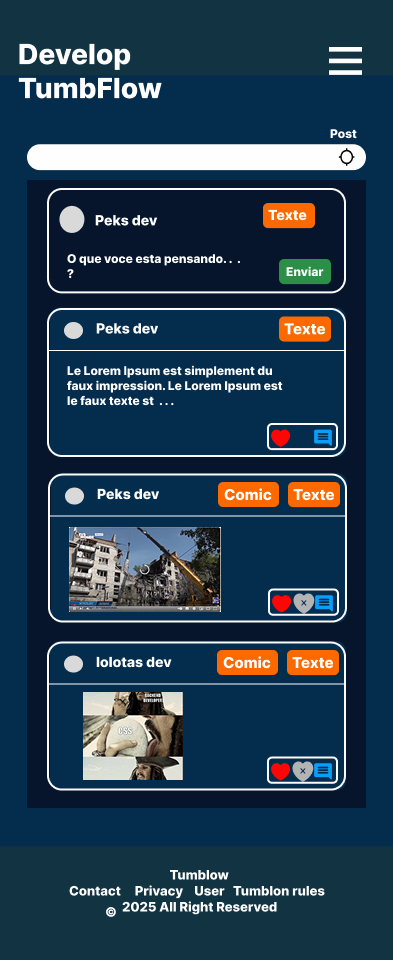 Develop
TumbFlow
Post
Peks dev
Texte
O que voce esta pensando. . .
?
Enviar
Peks dev
Texte
Le Lorem Ipsum est simplement du
faux impression. Le Lorem Ipsum est
le faux texte st . . .
Peks dev
Comic
Texte
lolotas dev
Comic
Texte
BACKEND
DEVELOPER
CSS
Tumblow
Contact Privacy User Tumblon rules
© 2025 All Right Reserved